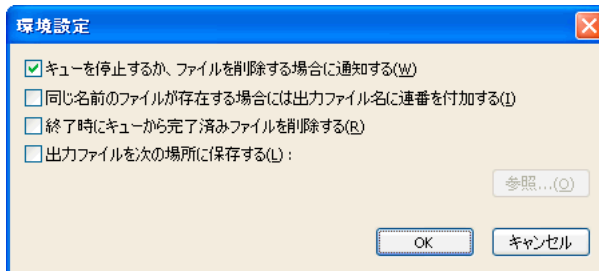 環境設定
キューを停止するか、ファイルを削除する場合に通知する(W)
同じ名前のファイルが存在する場合には出力ファイル名に連番を付加する(I)
終了時にキューから完了済みファイルを削除する(R)
出力ファイルを次の場所に保存する(L):
参照...(O)
OK キャンセル